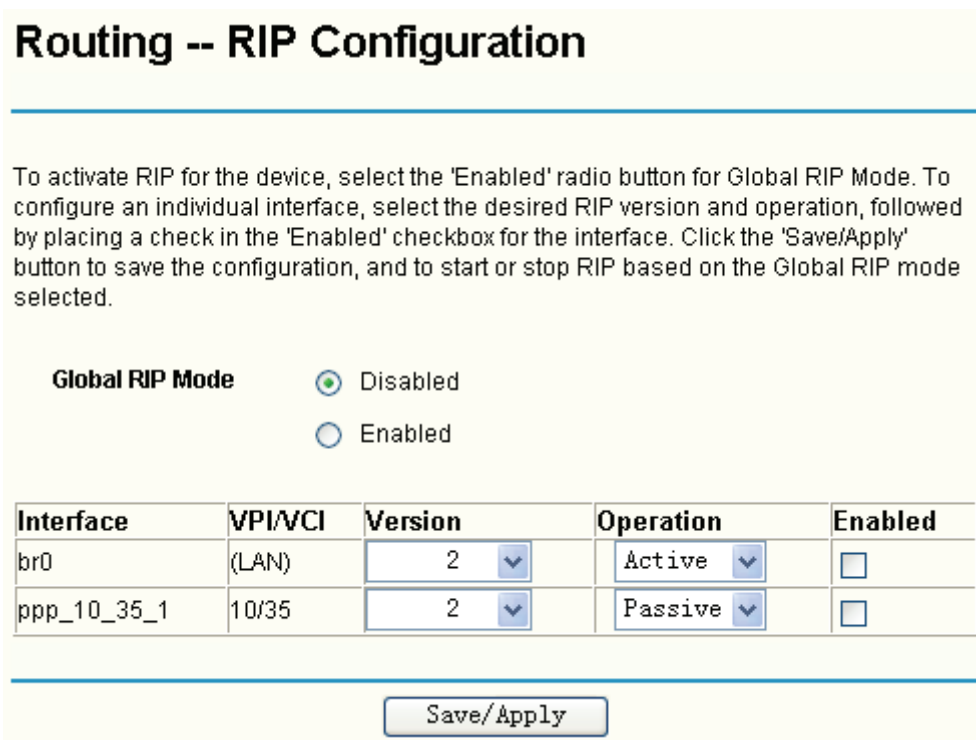 Routing -- RIP Configuration
To activate RIP for the device, select the 'Enabled' radio button for Global RIP Mode. To
configure an individual interface, select the desired RIP version and operation, followed
by placing a check in the 'Enabled' checkbox for the interface. Click the 'Save/Apply'
button to save the configuration, and to start or stop RIP based on the Global RIP mode
selected.
Global RIP Mode Disabled
Enabled
Interface VPI/VCI Version Operation Enabled
br0 (LAN) 2 Active
ppp_10_35_1 10/35 2 Passive
Save/Apply